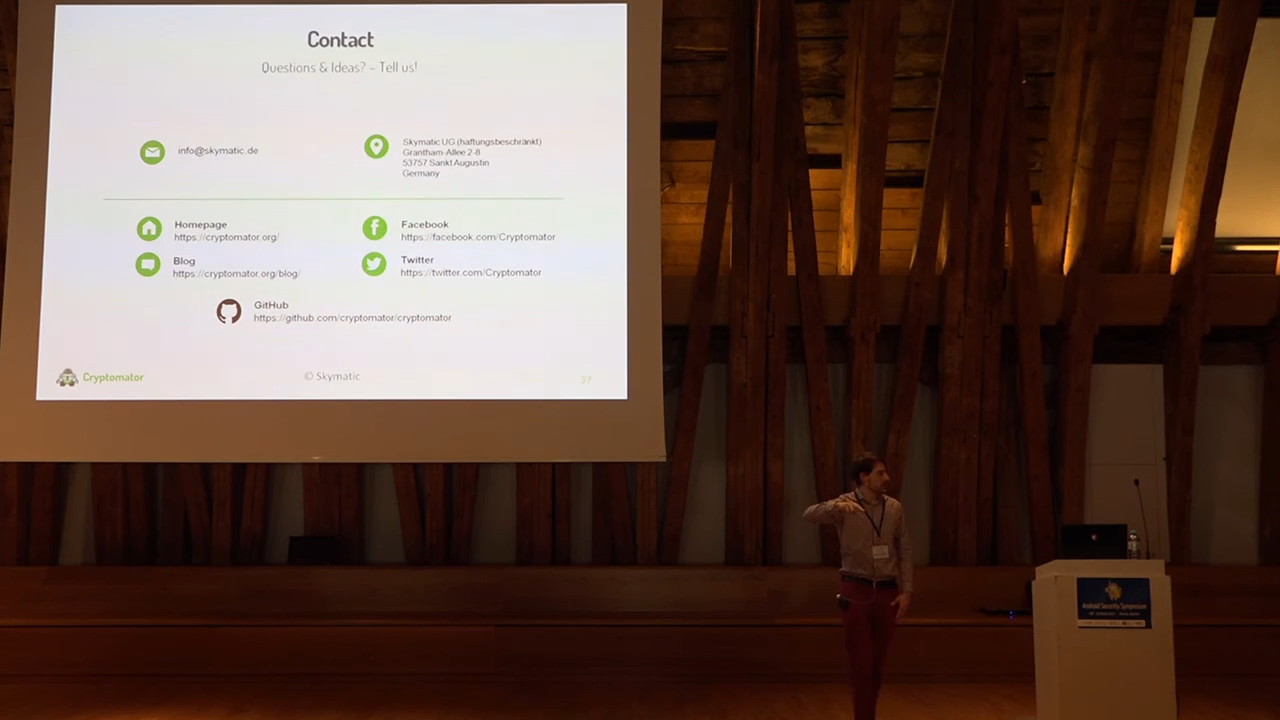 Contact
Questions & Ideas? – Tell us!
info@skymatic.de
Skymatic UG (haftungsbeschränkt)
Grantham-Allee 2-8
53757 Sankt Augustin
Germany
Homepage
https://cryptomator.org/
Facebook
https://facebook.com/Cryptomator
Blog
https://cryptomator.org/blog/
Twitter
https://twitter.com/Cryptomator
GitHub
https://github.com/cryptomator/cryptomator
Cryptomator
© Skymatic
37
Android Security Symposium